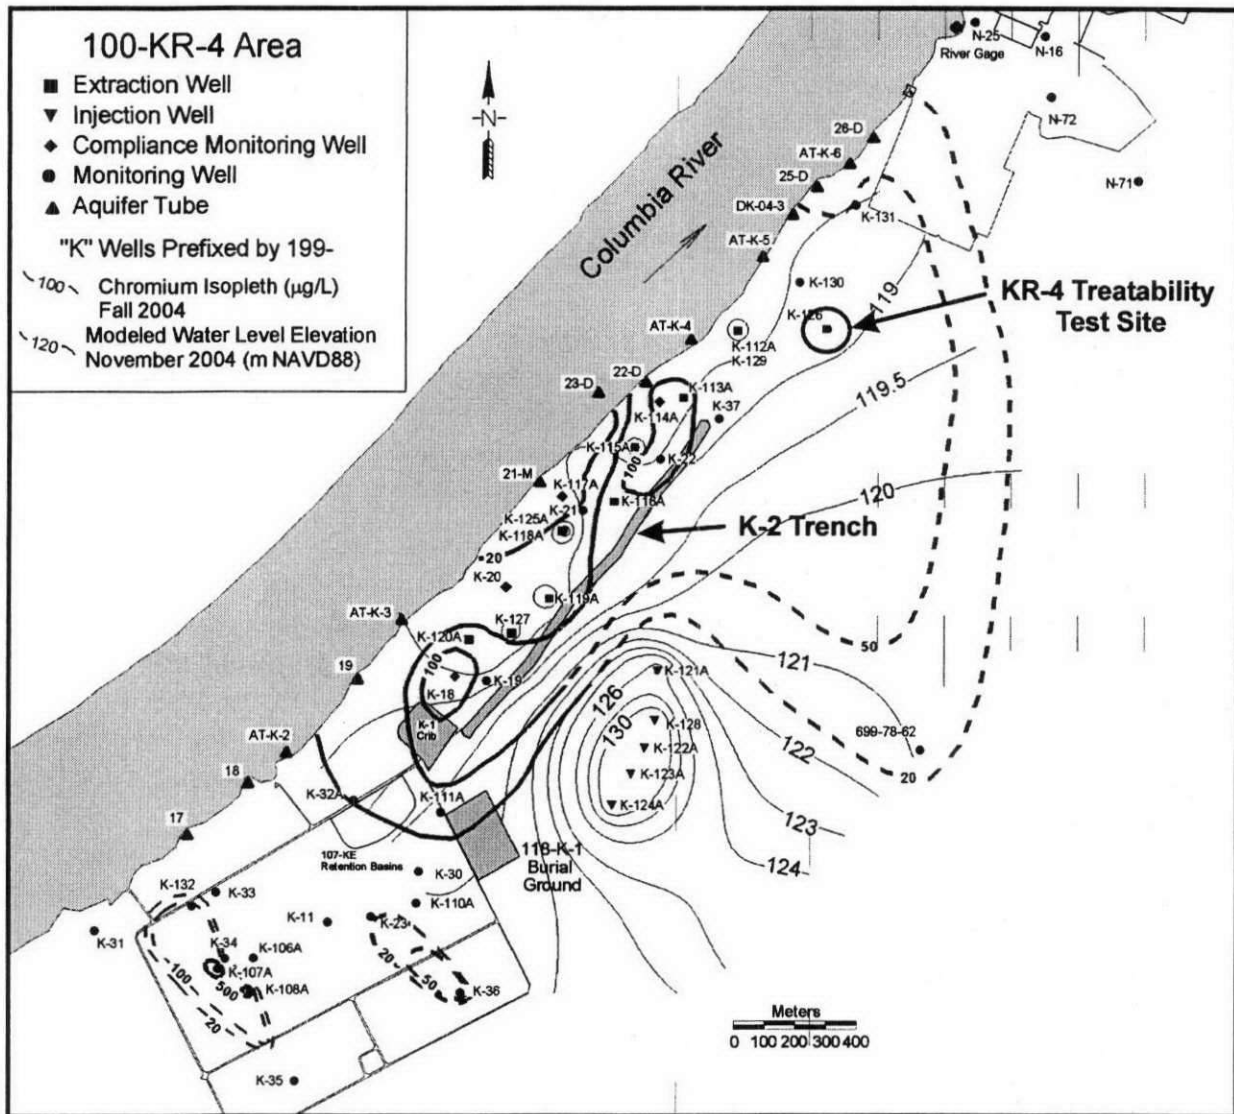 100-KR-4 Area
Extraction Well
Injection Well
Compliance Monitoring Well
Monitoring Well
Aquifer Tube
"K" Wells Prefixed by 199-
100
Chromium Isopleth (µg/L)
Fall 2004
120
Modeled Water Level Elevation
November 2004 (m NAVD88)
-N-
Columbia River
N-25
River Gage
N-16
N-72
N-71
26-D
AT-K-6
25-D
DK-04-3
K-131
AT-K-5
K-130
119
KR-4 Treatability
Test Site
K-126
AT-K-4
K-112A
K-129
119.5
22-D
23-D
K-113A
K-114A
K-37
K-115A
100
K-22
120
21-M
K-117A
K-21
K-116A
K-125A
K-118A
K-2 Trench
20
K-20
K-119A
AT-K-3
K-127
K-120A
50
121
100
K-18
K-19
19
K-121A
126
K-128
130
K-122A
K-123A
K-124A
122
699-78-62
20
K-1
Crib
AT-K-2
18
K-32A
K-111A
17
123
124
107-KE
Retention Basins
118-K-1
Burial
Ground
K-30
K-132
K-33
K-110A
K-11
K-23
K-31
K-34
K-106A
K-107A
100
500
K-108A
20
20
50
K-36
K-35
Meters
0 100 200 300 400